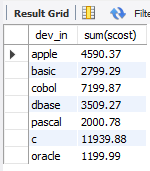 Result Grid Filter
dev_in sum(scost)
apple 4590.37
basic 2799.29
cobol 7199.87
dbase 3509.27
pascal 2000.78
c 11939.88
oracle 1199.99